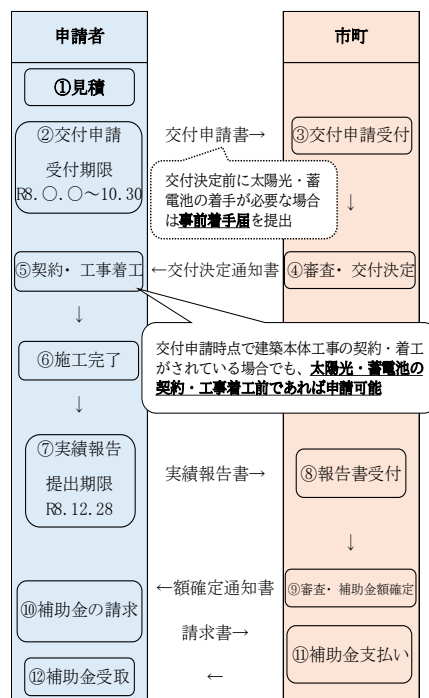 申請者
市町
①見積
②交付申請
受付期限
R8.○.○～10.30
交付申請書→
③交付申請受付
交付決定前に太陽光・蓄
電池の着手が必要な場合
は事前着手届を提出
↓
⑤契約・工事着工
←交付決定通知書
④審査・交付決定
↓
交付申請時点で建築本体工事の契約・着工
がされている場合でも、太陽光・蓄電池の
契約・工事着工前であれば申請可能
⑥施工完了
↓
⑦実績報告
提出期限
R8.12.28
実績報告書→
⑧報告書受付
↓
←額確定通知書
⑨審査・補助金額確定
⑩補助金の請求
請求書→
⑪補助金支払い
⑫補助金受取
←